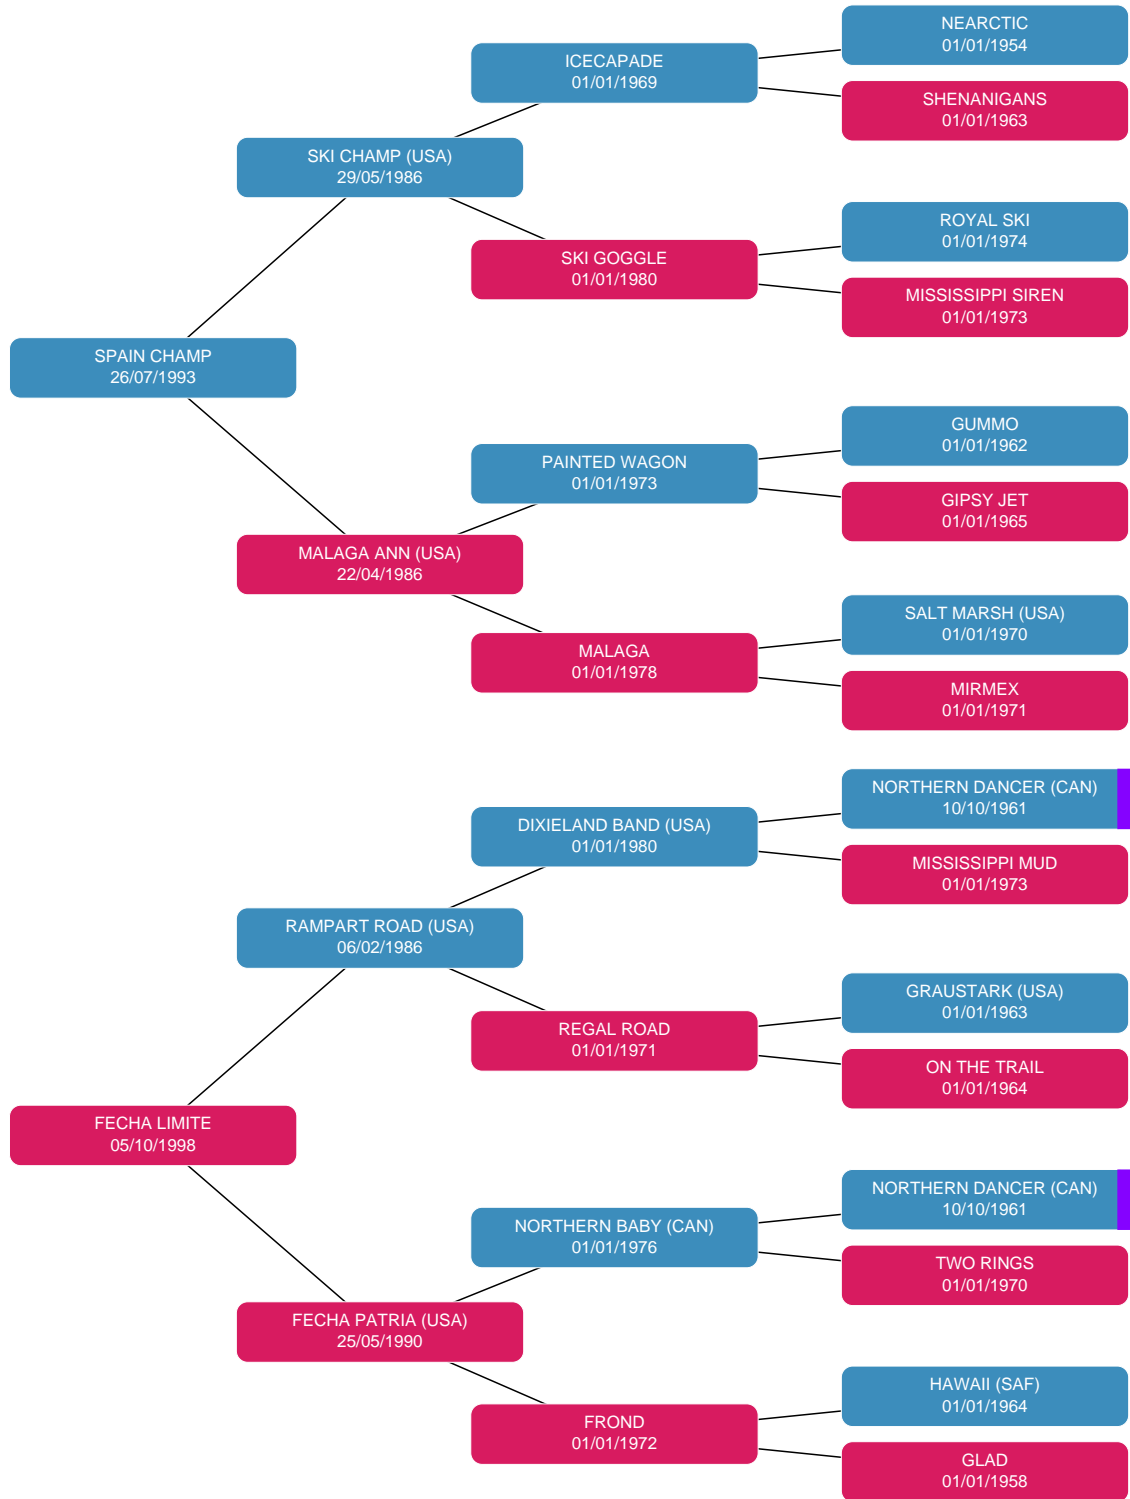 NEARCTIC
01/01/1954
ICECAPADE
01/01/1969
SHENANIGANS
01/01/1963
SKI CHAMP (USA)
29/05/1986
ROYAL SKI
01/01/1974
SKI GOGGLE
01/01/1980
MISSISSIPPI SIREN
01/01/1973
SPAIN CHAMP
26/07/1993
GUMMO
01/01/1962
PAINTED WAGON
01/01/1973
GIPSY JET
01/01/1965
MALAGA ANN (USA)
22/04/1986
SALT MARSH (USA)
01/01/1970
MALAGA
01/01/1978
MIRMEX
01/01/1971
NORTHERN DANCER (CAN)
10/10/1961
DIXIELAND BAND (USA)
01/01/1980
MISSISSIPPI MUD
01/01/1973
RAMPART ROAD (USA)
06/02/1986
GRAUSTARK (USA)
01/01/1963
REGAL ROAD
01/01/1971
ON THE TRAIL
01/01/1964
FECHA LIMITE
05/10/1998
NORTHERN DANCER (CAN)
10/10/1961
NORTHERN BABY (CAN)
01/01/1976
TWO RINGS
01/01/1970
FECHA PATRIA (USA)
25/05/1990
HAWAII (SAF)
01/01/1964
FROND
01/01/1972
GLAD
01/01/1958